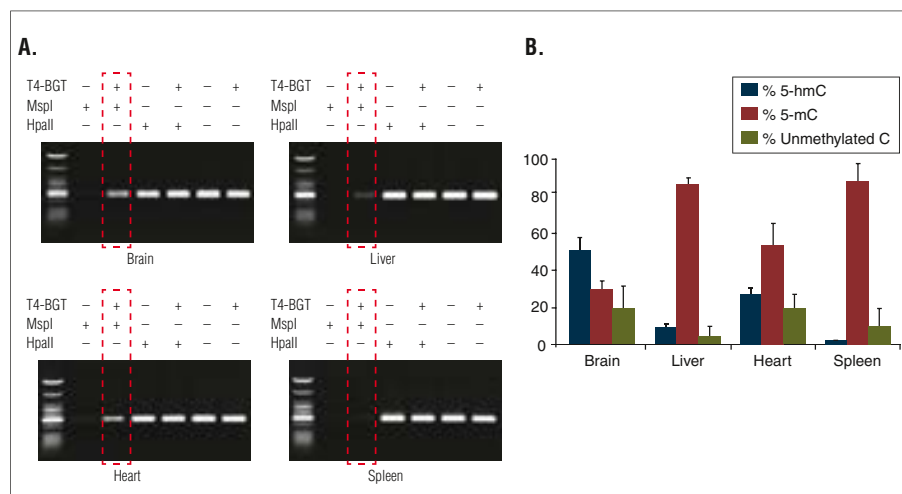 A.
T4-BGT – + – + – +
MspI + + – – – –
HpaII – – + + – –
Brain
T4-BGT – + – + – +
MspI + + – – – –
HpaII – – + + – –
Liver
T4-BGT – + – + – +
MspI + + – – – –
HpaII – – + + – –
Heart
T4-BGT – + – + – +
MspI + + – – – –
HpaII – – + + – –
Spleen
B.
% 5-hmC
% 5-mC
% Unmethylated C
100
80
60
40
20
0
Brain Liver Heart Spleen